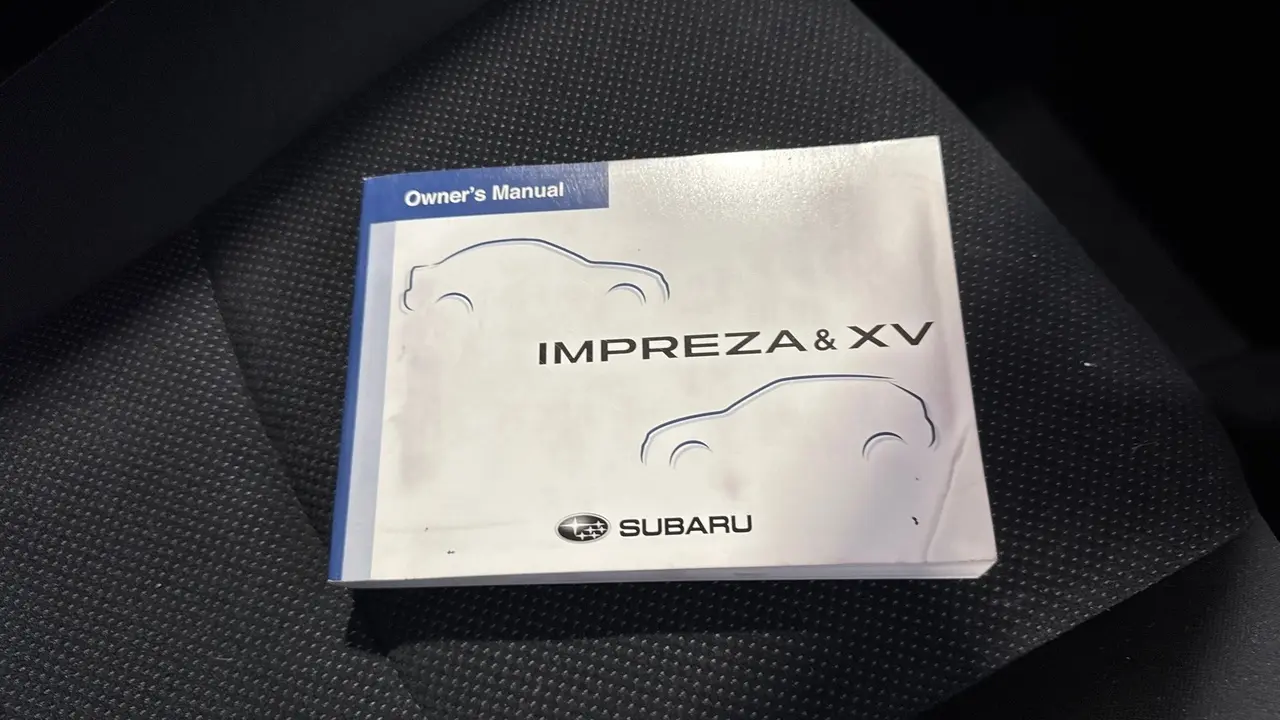 Owner's Manual
IMPREZA & XV
SUBARU